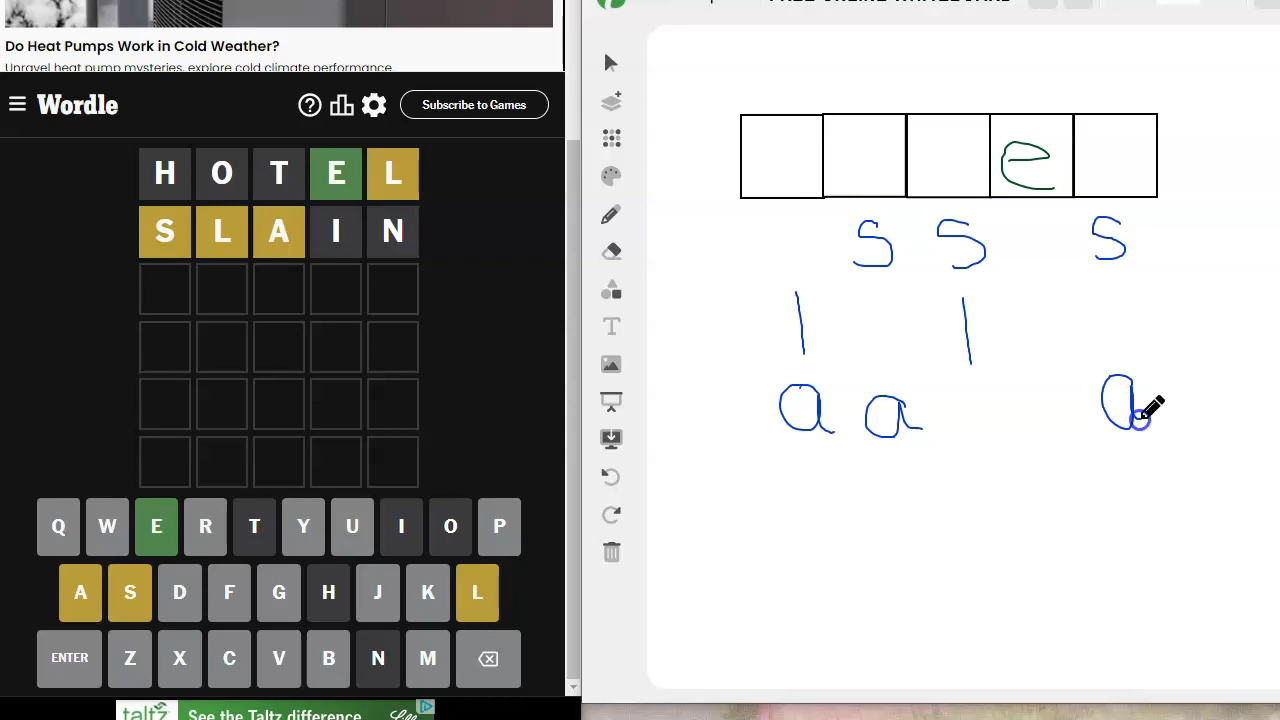 Do Heat Pumps Work in Cold Weather?
Unravel heat pump mysteries, explore cold climate performance
Wordle
Subscribe to Games
H O T E L
S L A I N
Q W E R T Y U I O P
A S D F G H J K L
ENTER Z X C V B N M
taltz
See the Taltz difference
e
S S S
l l
a a a
T